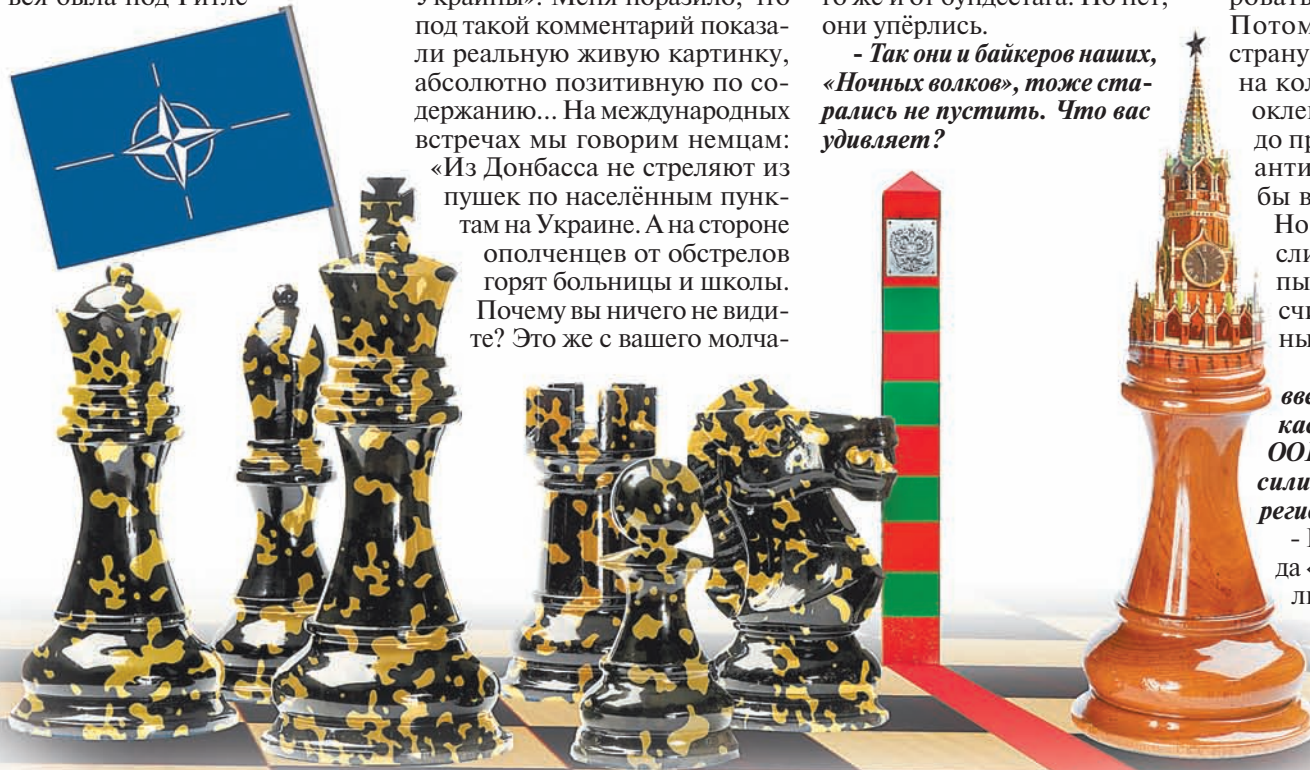 была под Гитле-
Украины». Меня поразило, что
под такой комментарий показа-
ли реальную живую картинку,
абсолютно позитивную по со-
держанию... На международных
встречах мы говорим немцам:
«Из Донбасса не стреляют из
пушек по населённым пунк-
там на Украине. А на стороне
ополченцев от обстрелов
горят больницы и школы.
Почему вы ничего не види-
те? Это же с вашего молча-
то же и от бундестага. Но нет,
они упёрлись.
- Так они и байкеров наших,
«Ночных волков», тоже ста-
рались не пустить. Что вас
удивляет?
ровать
Потом
страну
на кол
окле
до пр
анти
бы в
Но
сли
пы
сч
ны
вве
кас
ООН
сили
реги
- 
да «
ли